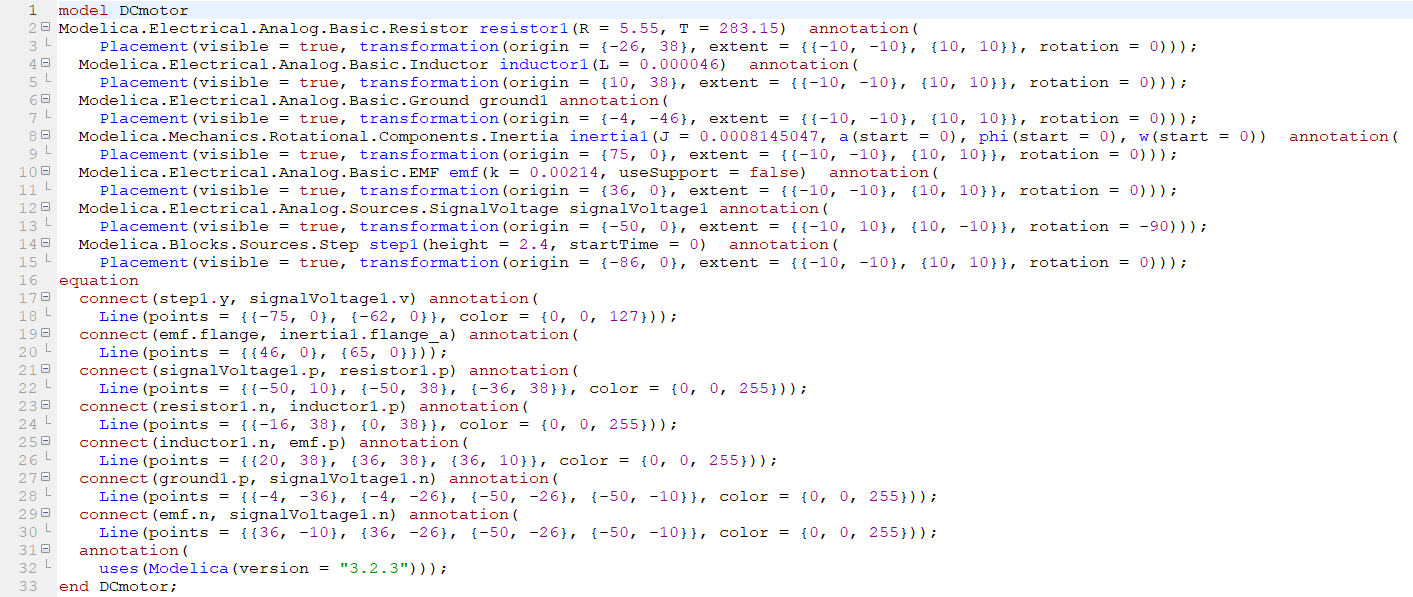 1 model DCmotor
2 Modelica.Electrical.Analog.Basic.Resistor resistor1(R = 5.55, T = 283.15)  annotation(
3     Placement(visible = true, transformation(origin = {-26, 38}, extent = {{-10, -10}, {10, 10}}, rotation = 0)));
4   Modelica.Electrical.Analog.Basic.Inductor inductor1(L = 0.000046)  annotation(
5     Placement(visible = true, transformation(origin = {10, 38}, extent = {{-10, -10}, {10, 10}}, rotation = 0)));
6   Modelica.Electrical.Analog.Basic.Ground ground1 annotation(
7     Placement(visible = true, transformation(origin = {-4, -46}, extent = {{-10, -10}, {10, 10}}, rotation = 0)));
8   Modelica.Mechanics.Rotational.Components.Inertia inertia1(J = 0.0008145047, a(start = 0), phi(start = 0), w(start = 0))  annotation(
9     Placement(visible = true, transformation(origin = {75, 0}, extent = {{-10, -10}, {10, 10}}, rotation = 0)));
10   Modelica.Electrical.Analog.Basic.EMF emf(k = 0.00214, useSupport = false)  annotation(
11     Placement(visible = true, transformation(origin = {36, 0}, extent = {{-10, -10}, {10, 10}}, rotation = 0)));
12   Modelica.Electrical.Analog.Sources.SignalVoltage signalVoltage1 annotation(
13     Placement(visible = true, transformation(origin = {-50, 0}, extent = {{-10, 10}, {10, -10}}, rotation = -90)));
14   Modelica.Blocks.Sources.Step step1(height = 2.4, startTime = 0)  annotation(
15     Placement(visible = true, transformation(origin = {-86, 0}, extent = {{-10, -10}, {10, 10}}, rotation = 0)));
16 equation
17   connect(step1.y, signalVoltage1.v) annotation(
18     Line(points = {{-75, 0}, {-62, 0}}, color = {0, 0, 127}));
19   connect(emf.flange, inertia1.flange_a) annotation(
20     Line(points = {{46, 0}, {65, 0}}));
21   connect(signalVoltage1.p, resistor1.p) annotation(
22     Line(points = {{-50, 10}, {-50, 38}, {-36, 38}}, color = {0, 0, 255}));
23   connect(resistor1.n, inductor1.p) annotation(
24     Line(points = {{-16, 38}, {0, 38}}, color = {0, 0, 255}));
25   connect(inductor1.n, emf.p) annotation(
26     Line(points = {{20, 38}, {36, 38}, {36, 10}}, color = {0, 0, 255}));
27   connect(ground1.p, signalVoltage1.n) annotation(
28     Line(points = {{-4, -36}, {-4, -26}, {-50, -26}, {-50, -10}}, color = {0, 0, 255}));
29   connect(emf.n, signalVoltage1.n) annotation(
30     Line(points = {{36, -10}, {36, -26}, {-50, -26}, {-50, -10}}, color = {0, 0, 255}));
31   annotation(
32     uses(Modelica(version = "3.2.3")));
33 end DCmotor;